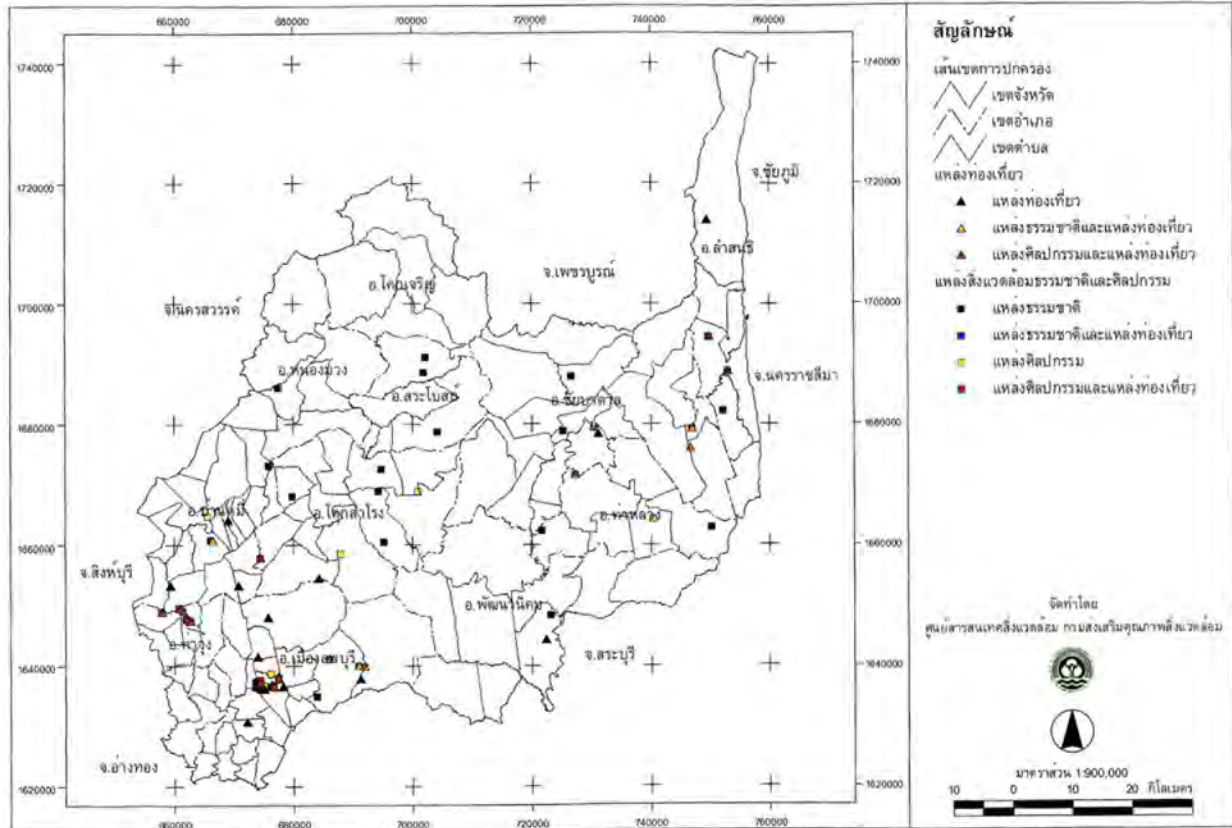 660000 680000 700000 720000 740000 760000
1740000 1740000
1720000 1720000
1700000 1700000
1680000 1680000
1660000 1660000
1640000 1640000
1620000 1620000
660000 680000 700000 720000 740000 760000
จ.ชัยภูมิ
อ.ลำสนธิ
จ.เพชรบูรณ์
อ.โคกเจริญ
จ.นครสวรรค์
อ.หนองม่วง
จ.นครราชสีมา
อ.สระโบสถ์
อ.ชัยบาดาล
อ.บ้านหมี่
อ.โคกสำโรง
อ.ท่าหลวง
จ.สิงห์บุรี
อ.พัฒนานิคม
อ.ท่าวุ้ง
อ.เมืองลพบุรี
จ.สระบุรี
จ.อ่างทอง
สัญลักษณ์
เส้นเขตการปกครอง
เขตจังหวัด
เขตอำเภอ
เขตตำบล
แหล่งท่องเที่ยว
แหล่งท่องเที่ยว
แหล่งธรรมชาติและแหล่งท่องเที่ยว
แหล่งศิลปกรรมและแหล่งท่องเที่ยว
แหล่งสิ่งแวดล้อมธรรมชาติและศิลปกรรม
แหล่งธรรมชาติ
แหล่งธรรมชาติและแหล่งท่องเที่ยว
แหล่งศิลปกรรม
แหล่งศิลปกรรมและแหล่งท่องเที่ยว
จัดทำโดย
ศูนย์สารสนเทศสิ่งแวดล้อม กรมส่งเสริมคุณภาพสิ่งแวดล้อม
มาตราส่วน 1:900,000
10 0 10 20 กิโลเมตร